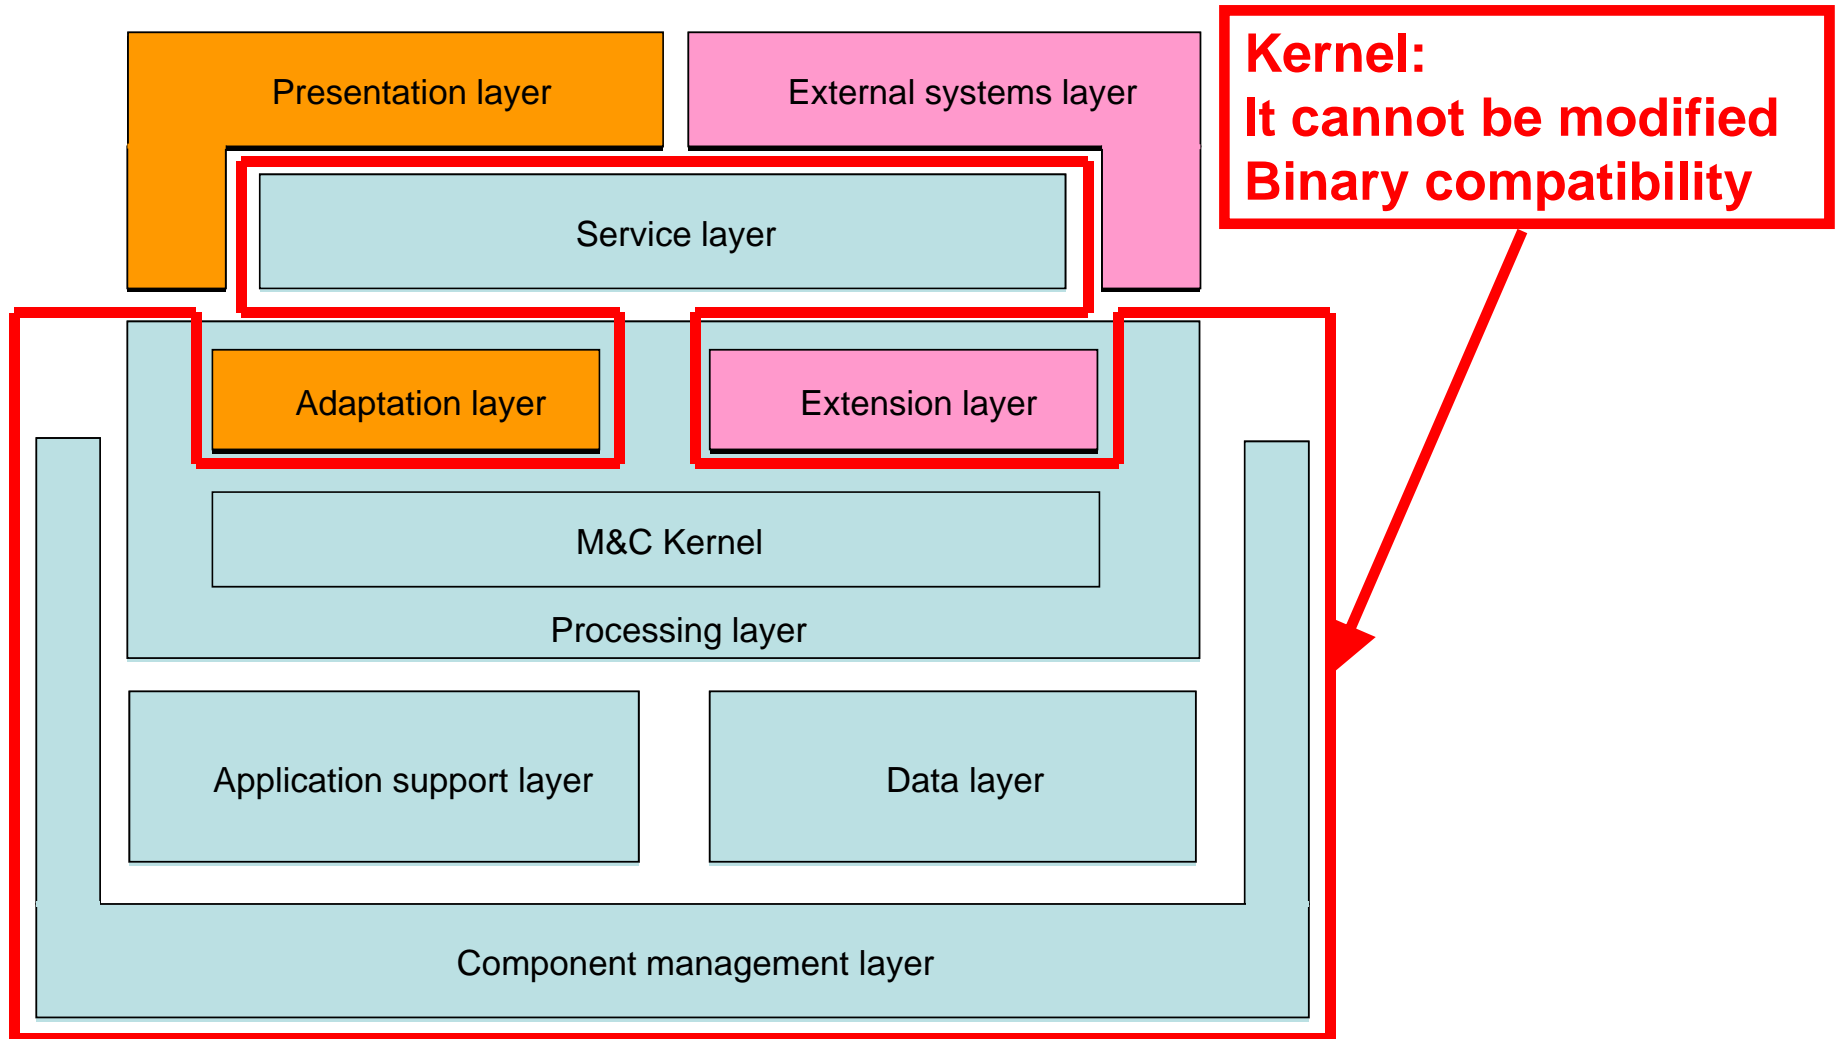 Presentation layer
External systems layer
Kernel:
It cannot be modified
Binary compatibility
Service layer
Adaptation layer
Extension layer
M&C Kernel
Processing layer
Application support layer
Data layer
Component management layer